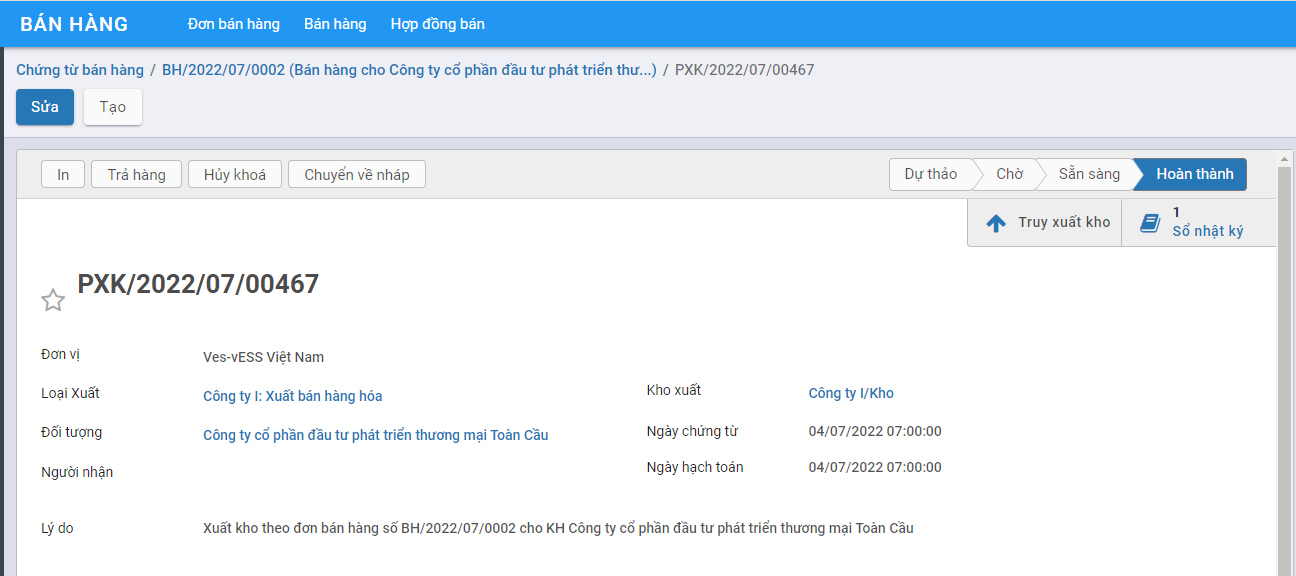 BÁN HÀNG Đơn bán hàng Bán hàng Hợp đồng bán
Chứng từ bán hàng / BH/2022/07/0002 (Bán hàng cho Công ty cổ phần đầu tư phát triển thư...) / PXK/2022/07/00467
Sửa Tạo
In Trả hàng Hủy khoá Chuyển về nháp Dự thảo Chờ Sẵn sàng Hoàn thành
Truy xuất kho 1 Sổ nhật ký
PXK/2022/07/00467
Đơn vị Ves-vESS Việt Nam
Loại Xuất Công ty I: Xuất bán hàng hóa Kho xuất Công ty I/Kho
Đối tượng Công ty cổ phần đầu tư phát triển thương mại Toàn Cầu Ngày chứng từ 04/07/2022 07:00:00
Người nhận Ngày hạch toán 04/07/2022 07:00:00
Lý do Xuất kho theo đơn bán hàng số BH/2022/07/0002 cho KH Công ty cổ phần đầu tư phát triển thương mại Toàn Cầu